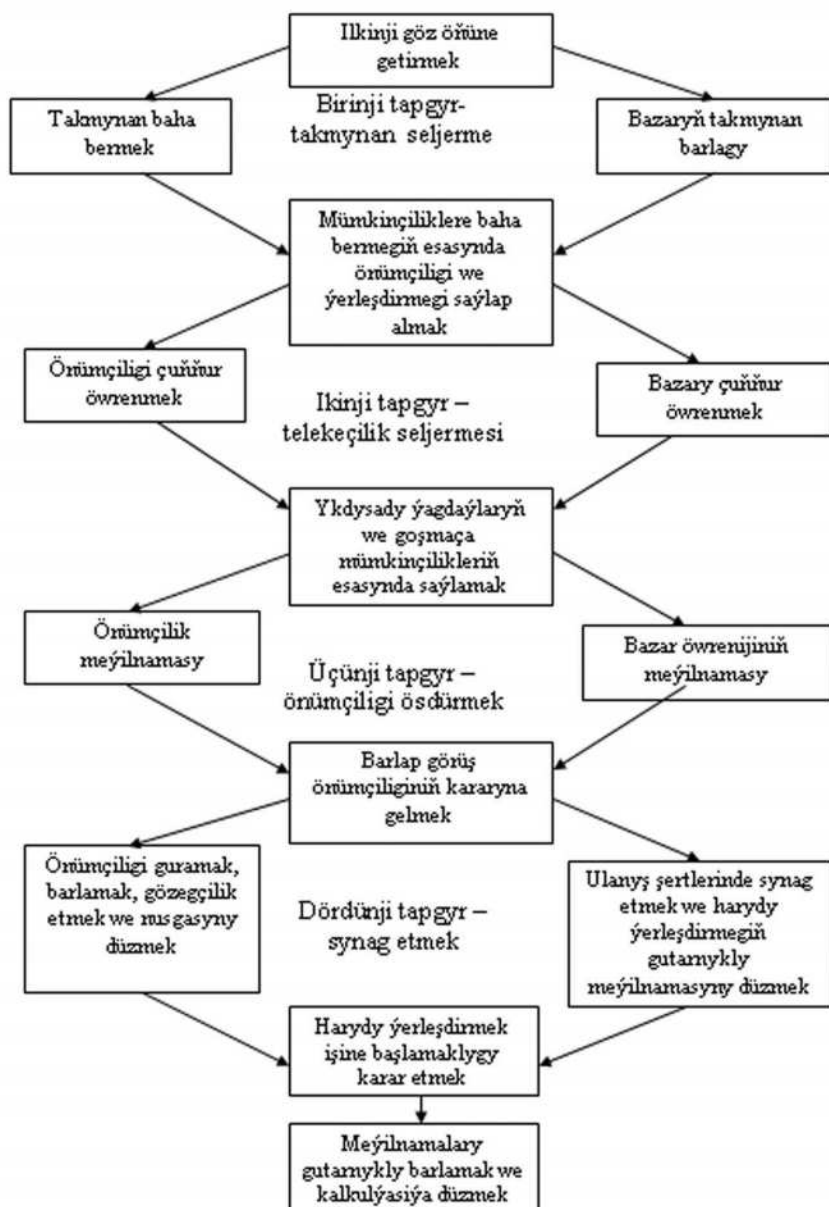 Ilkinji göz öňüne
getirmek
Birinji tapgyr-
takmynan seljerme
Takmynan baha
bermek
Bazaryň takmynan
barlagy
Mümkinçiliklere baha
bermegiň esasynda
önümçiligi we
ýerleşdirmegi saýlap
almak
Önümçiligi çuňňur
öwrenmek
Ikinji tapgyr –
telekeçilik seljermesi
Bazary çuňňur
öwrenmek
Ykdysady ýagdaýlaryň
we goşmaça
mümkinçilikleriň
esasynda saýlamak
Önümçilik
meýilnamasy
Üçünji tapgyr –
önümçiligi ösdürmek
Bazar öwrenijiniň
meýilnamasy
Barlap görüş
önümçiliginiň kararyna
gelmek
Önümçiligi guramak,
barlamak, gözegçilik
etmek we nusgasyny
düzmek
Dördünji tapgyr –
synag etmek
Ulanyş şertlerinde synag
etmek we harydy
ýerleşdirmegiň
gutarnykly
meýilnamasyny düzmek
Harydy ýerleşdirmek
işine başlamaklygy
karar etmek
Meýilnamalary
gutarnykly barlamak we
kalkulýasiýa düzmek